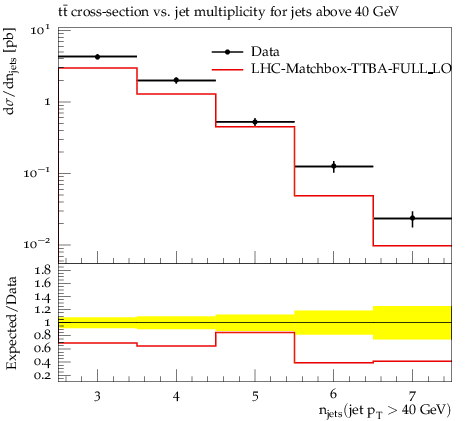 tt̄ cross-section vs. jet multiplicity for jets above 40 GeV
dσ/dn_jets [pb]
10^1
Data
LHC-Matchbox-TTBA-FULL_LO
1
10^−1
10^−2
Expected/Data
1.8
1.6
1.4
1.2
1
0.8
0.6
0.4
0.2
3 4 5 6 7
n_jets(jet p_T > 40 GeV)